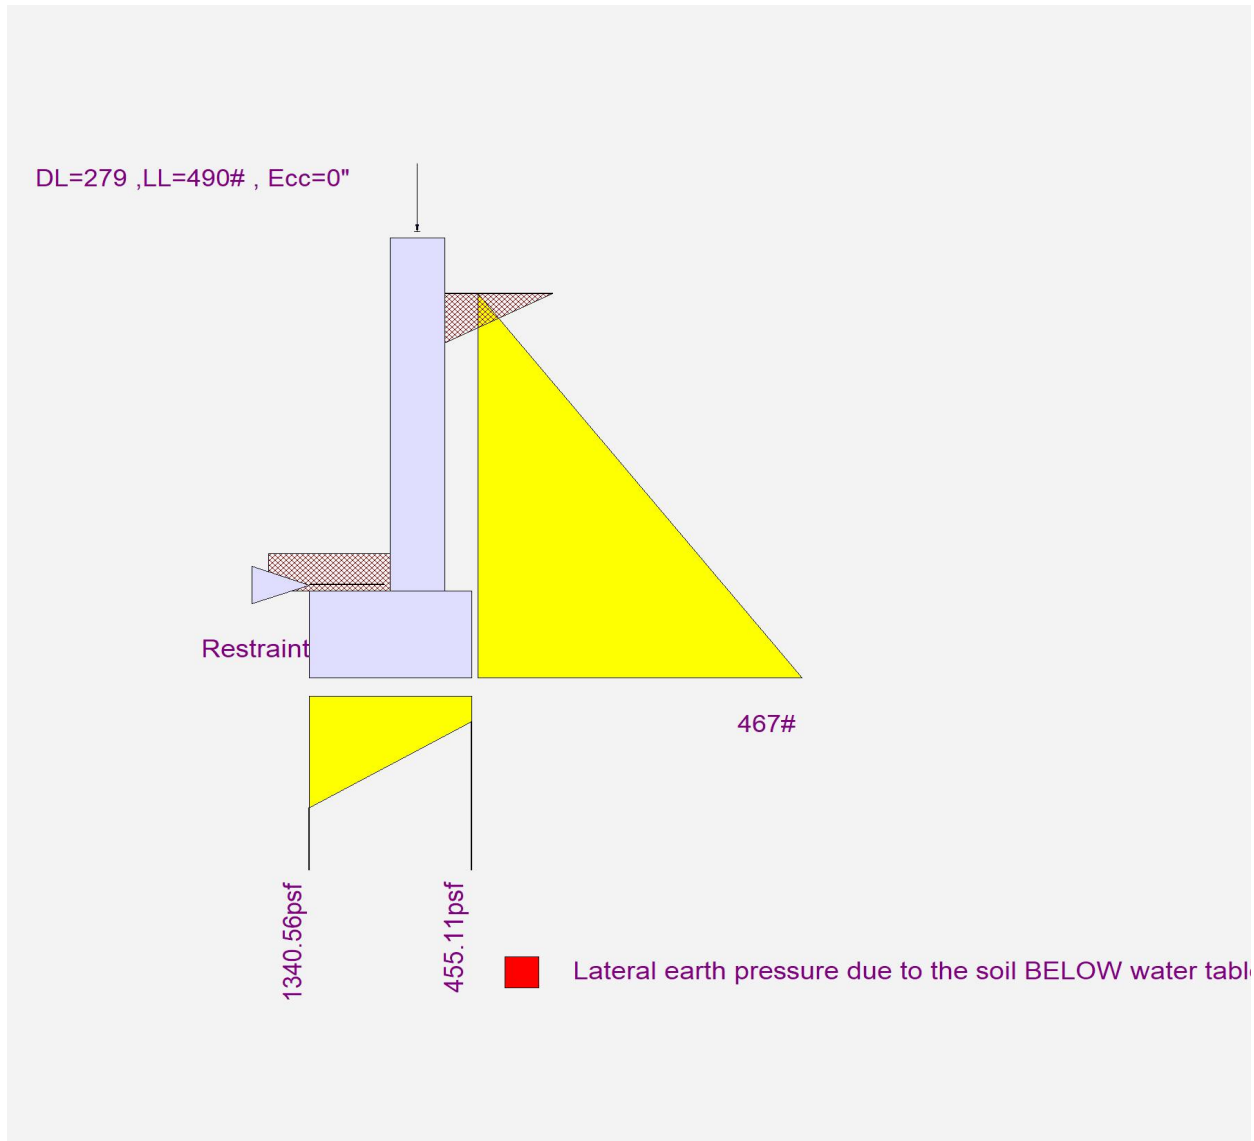 DL=279 ,LL=490# , Ecc=0"
Restraint
467#
1340.56psf
455.11psf
Lateral earth pressure due to the soil BELOW water